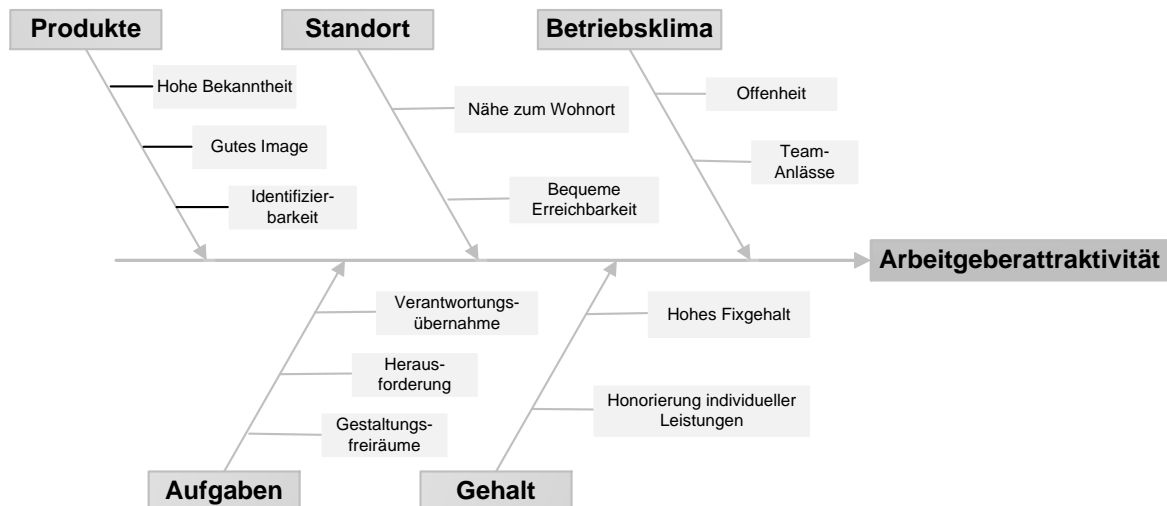 Produkte
Standort
Betriebsklima
Hohe Bekanntheit
Gutes Image
Identifizier-
barkeit
Nähe zum Wohnort
Bequeme
Erreichbarkeit
Offenheit
Team-
Anlässe
Arbeitgeberattraktivität
Verantwortungs-
übernahme
Heraus-
forderung
Gestaltungs-
freiräume
Hohes Fixgehalt
Honorierung individueller
Leistungen
Aufgaben
Gehalt